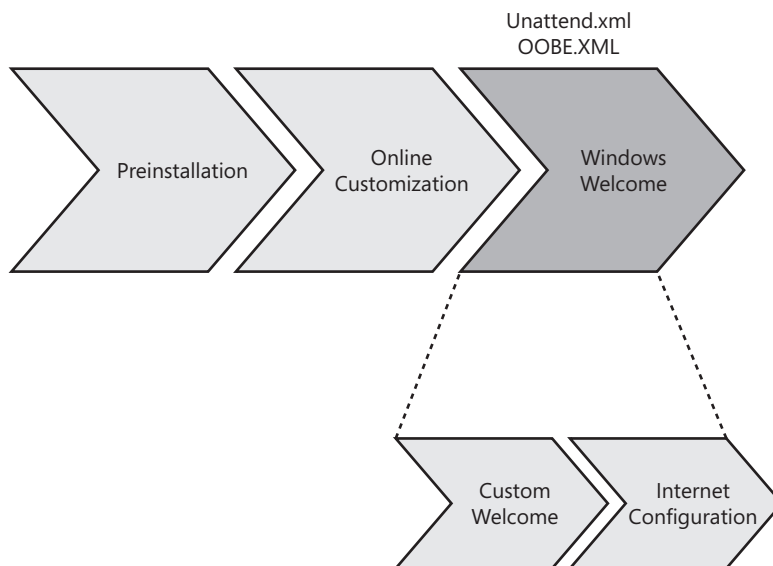 Unattend.xml
OOBE.XML
Preinstallation
Online
Customization
Windows
Welcome
Custom
Welcome
Internet
Configuration